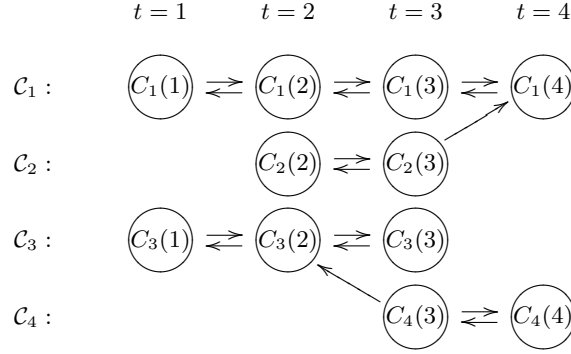 t = 1 t = 2 t = 3 t = 4
𝒞₁ : C₁(1) C₁(2) C₁(3) C₁(4)
𝒞₂ : C₂(2) C₂(3)
𝒞₃ : C₃(1) C₃(2) C₃(3)
𝒞₄ : C₄(3) C₄(4)